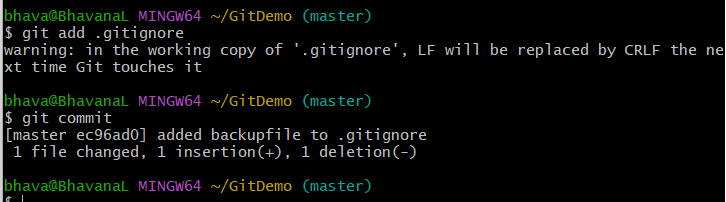 bhava@BhavanaL MINGW64 ~/GitDemo (master)
$ git add .gitignore
warning: in the working copy of '.gitignore', LF will be replaced by CRLF the ne
xt time Git touches it
bhava@BhavanaL MINGW64 ~/GitDemo (master)
$ git commit
[master ec96ad0] added backupfile to .gitignore
 1 file changed, 1 insertion(+), 1 deletion(-)
bhava@BhavanaL MINGW64 ~/GitDemo (master)
$